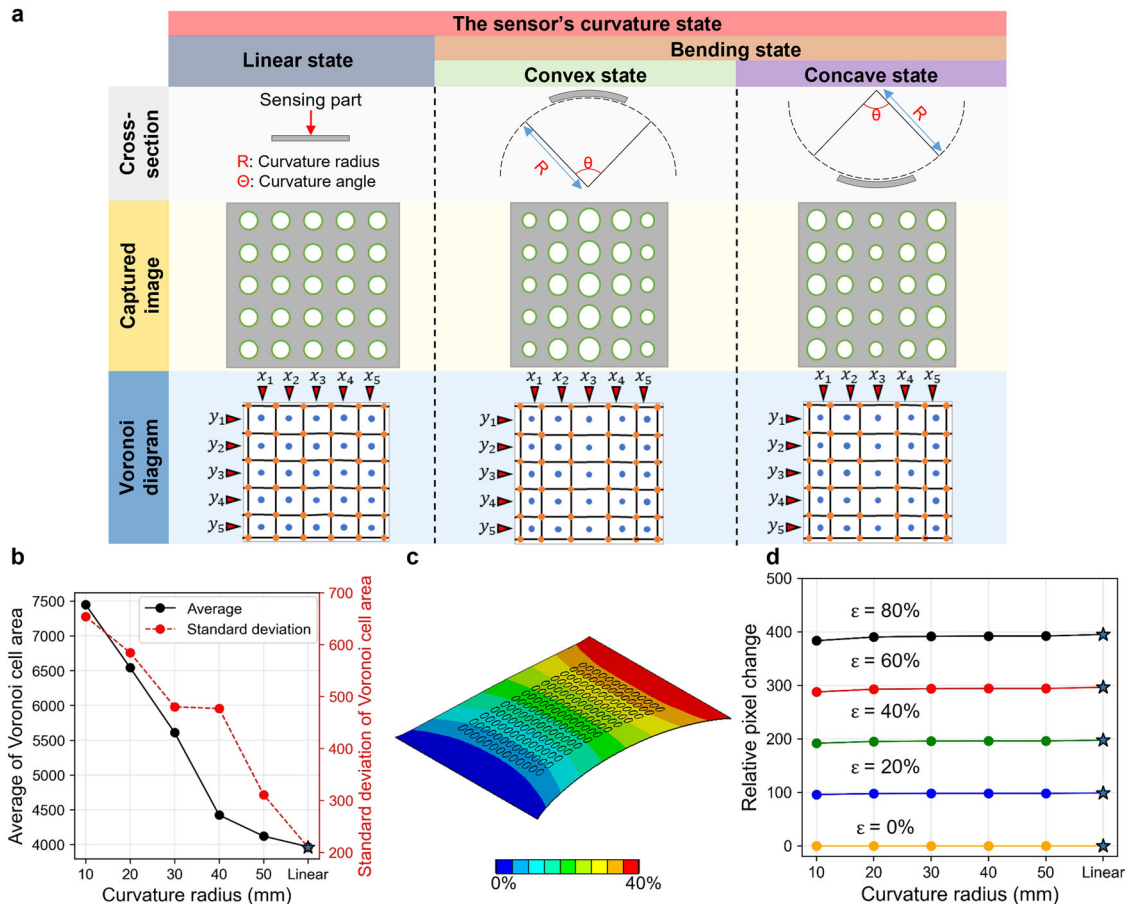 a
The sensor's curvature state
Linear state
Bending state
Convex state
Concave state
Cross-
section
Sensing part
R: Curvature radius
Θ: Curvature angle
R
θ
θ
R
Captured
image
Voronoi
diagram
x1 x2 x3 x4 x5
y1
y2
y3
y4
y5
x1 x2 x3 x4 x5
y1
y2
y3
y4
y5
x1 x2 x3 x4 x5
y1
y2
y3
y4
y5
b
Average of Voronoi cell area
7500
7000
6500
6000
5500
5000
4500
4000
Average
Standard deviation
700
600
500
400
300
200
Standard deviation of Voronoi cell area
10 20 30 40 50 Linear
Curvature radius (mm)
c
0% 40%
d
Relative pixel change
500
400
300
200
100
0
ε = 80%
ε = 60%
ε = 40%
ε = 20%
ε = 0%
10 20 30 40 50 Linear
Curvature radius (mm)